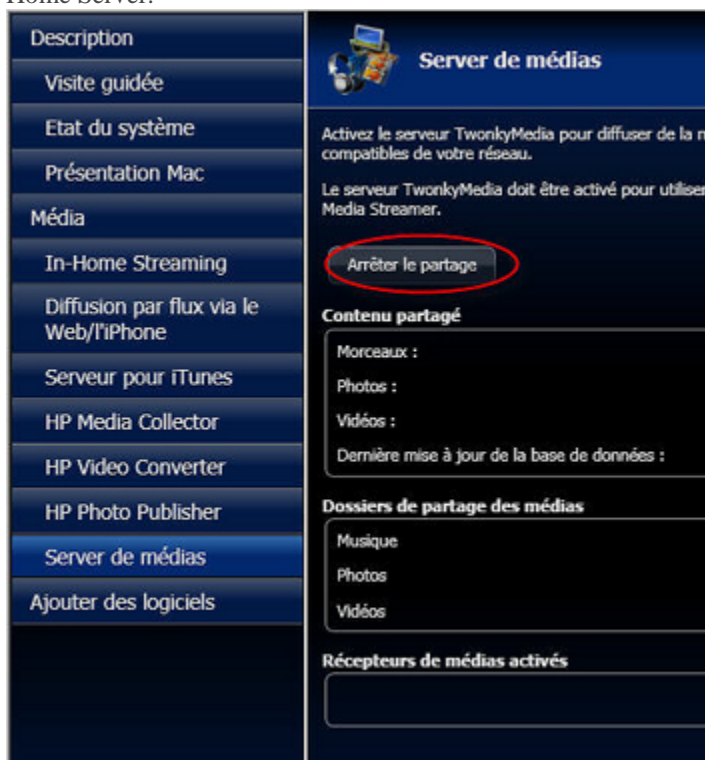 Home Server.
Description
Visite guidée
Etat du système
Présentation Mac
Média
In-Home Streaming
Diffusion par flux via le
Web/l'iPhone
Serveur pour iTunes
HP Media Collector
HP Video Converter
HP Photo Publisher
Server de médias
Ajouter des logiciels
Server de médias
Activez le serveur TwonkyMedia pour diffuser de la
compatibles de votre réseau.
Le serveur TwonkyMedia doit être activé pour utiliser
Media Streamer.
Arrêter le partage
Contenu partagé
Morceaux :
Photos :
Vidéos :
Dernière mise à jour de la base de données :
Dossiers de partage des médias
Musique
Photos
Vidéos
Récepteurs de médias activés